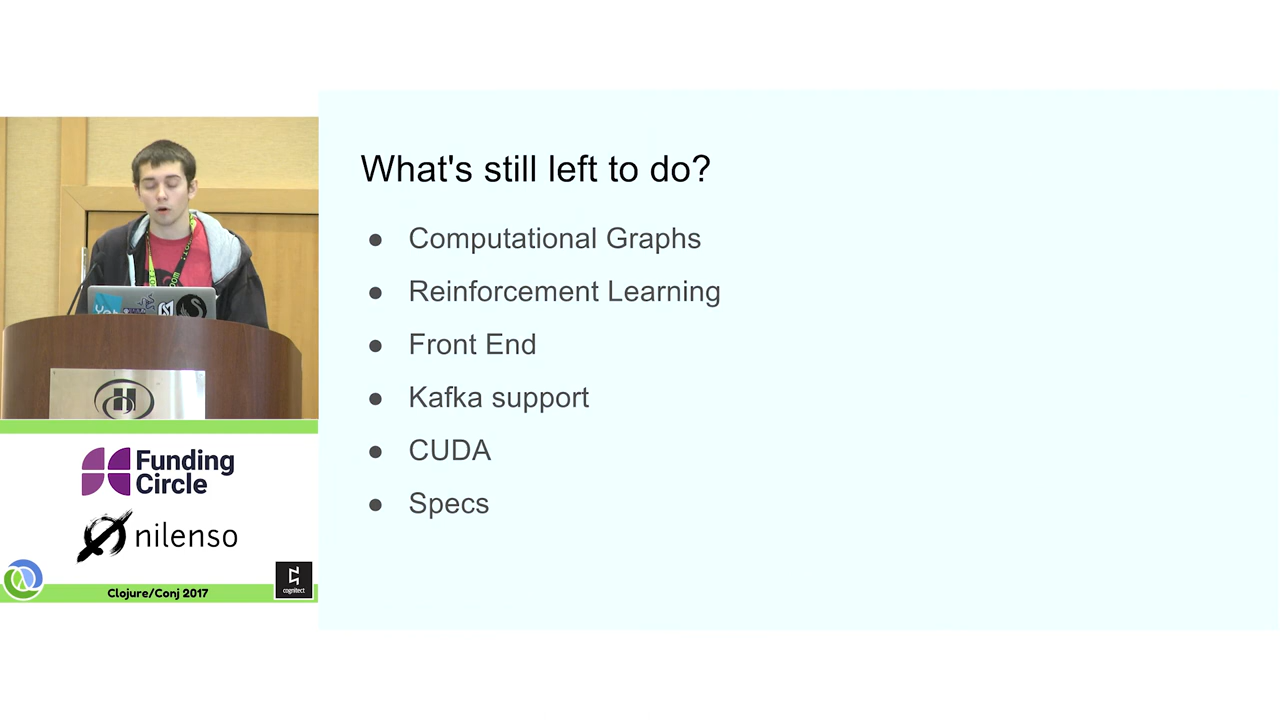 What's still left to do?
● Computational Graphs
● Reinforcement Learning
● Front End
● Kafka support
● CUDA
● Specs
H
Funding
Circle
nilenso
cognitect
Clojure/Conj 2017